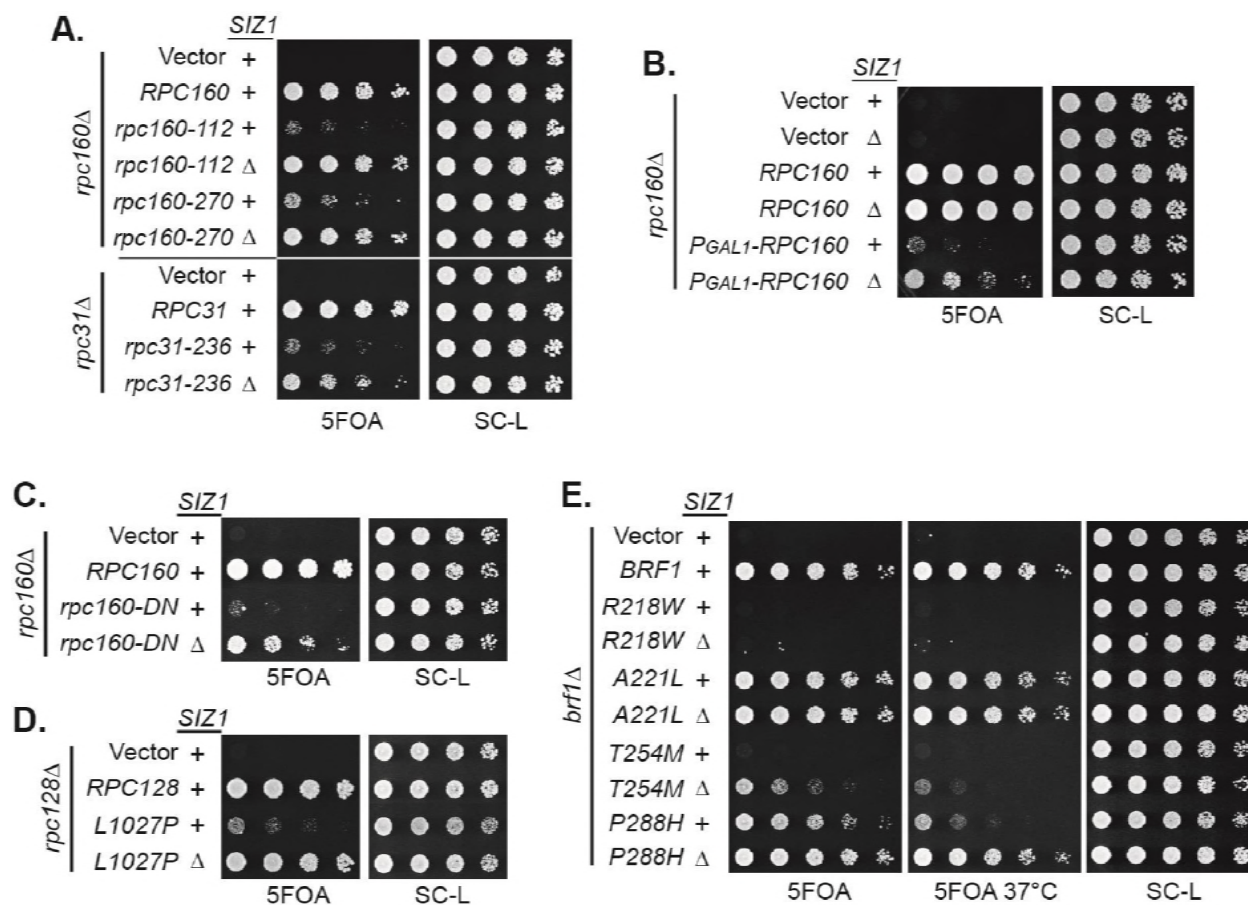 A.
SIZ1
Vector +
RPC160 +
rpc160-112 +
rpc160-112 Δ
rpc160-270 +
rpc160-270 Δ
rpc160Δ
Vector +
RPC31 +
rpc31-236 +
rpc31-236 Δ
rpc31Δ
5FOA SC-L
B.
SIZ1
Vector +
Vector Δ
RPC160 +
RPC160 Δ
PGAL1-RPC160 +
PGAL1-RPC160 Δ
rpc160Δ
5FOA SC-L
C.
SIZ1
Vector +
RPC160 +
rpc160-DN +
rpc160-DN Δ
rpc160Δ
5FOA SC-L
D.
SIZ1
Vector +
RPC128 +
L1027P +
L1027P Δ
rpc128Δ
5FOA SC-L
E.
SIZ1
Vector +
BRF1 +
R218W +
R218W Δ
A221L +
A221L Δ
T254M +
T254M Δ
P288H +
P288H Δ
brf1Δ
5FOA 5FOA 37°C SC-L